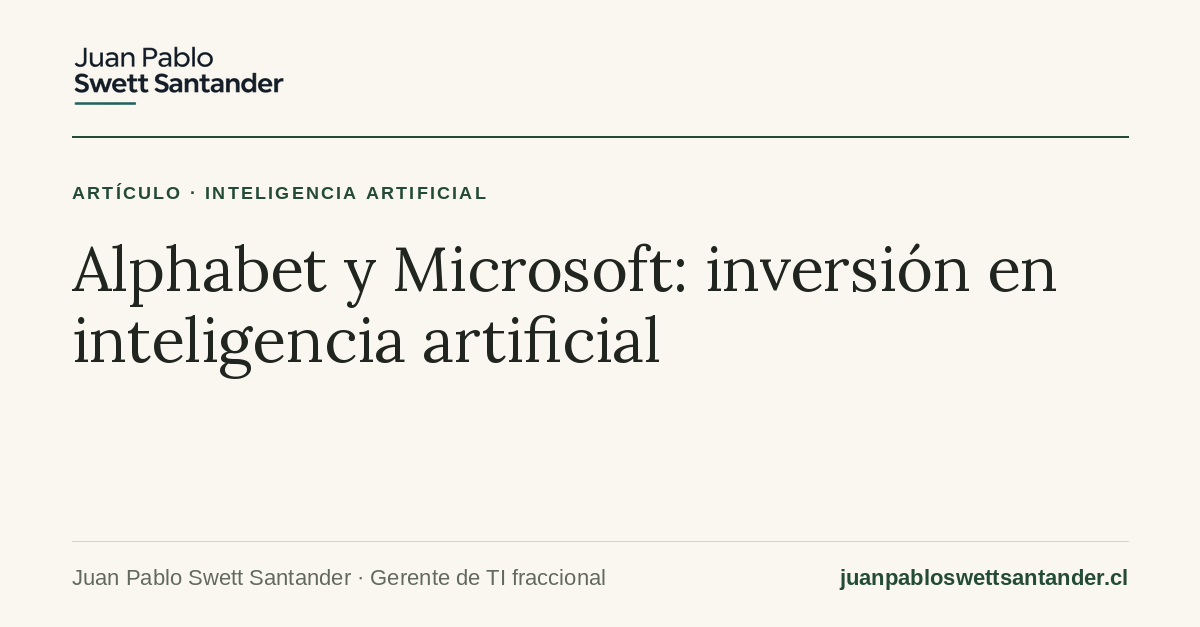 Juan Pablo
Swett Santander
ARTÍCULO · INTELIGENCIA ARTIFICIAL
Alphabet y Microsoft: inversión en
inteligencia artificial
Juan Pablo Swett Santander · Gerente de TI fraccional
juanpabloswettsantander.cl